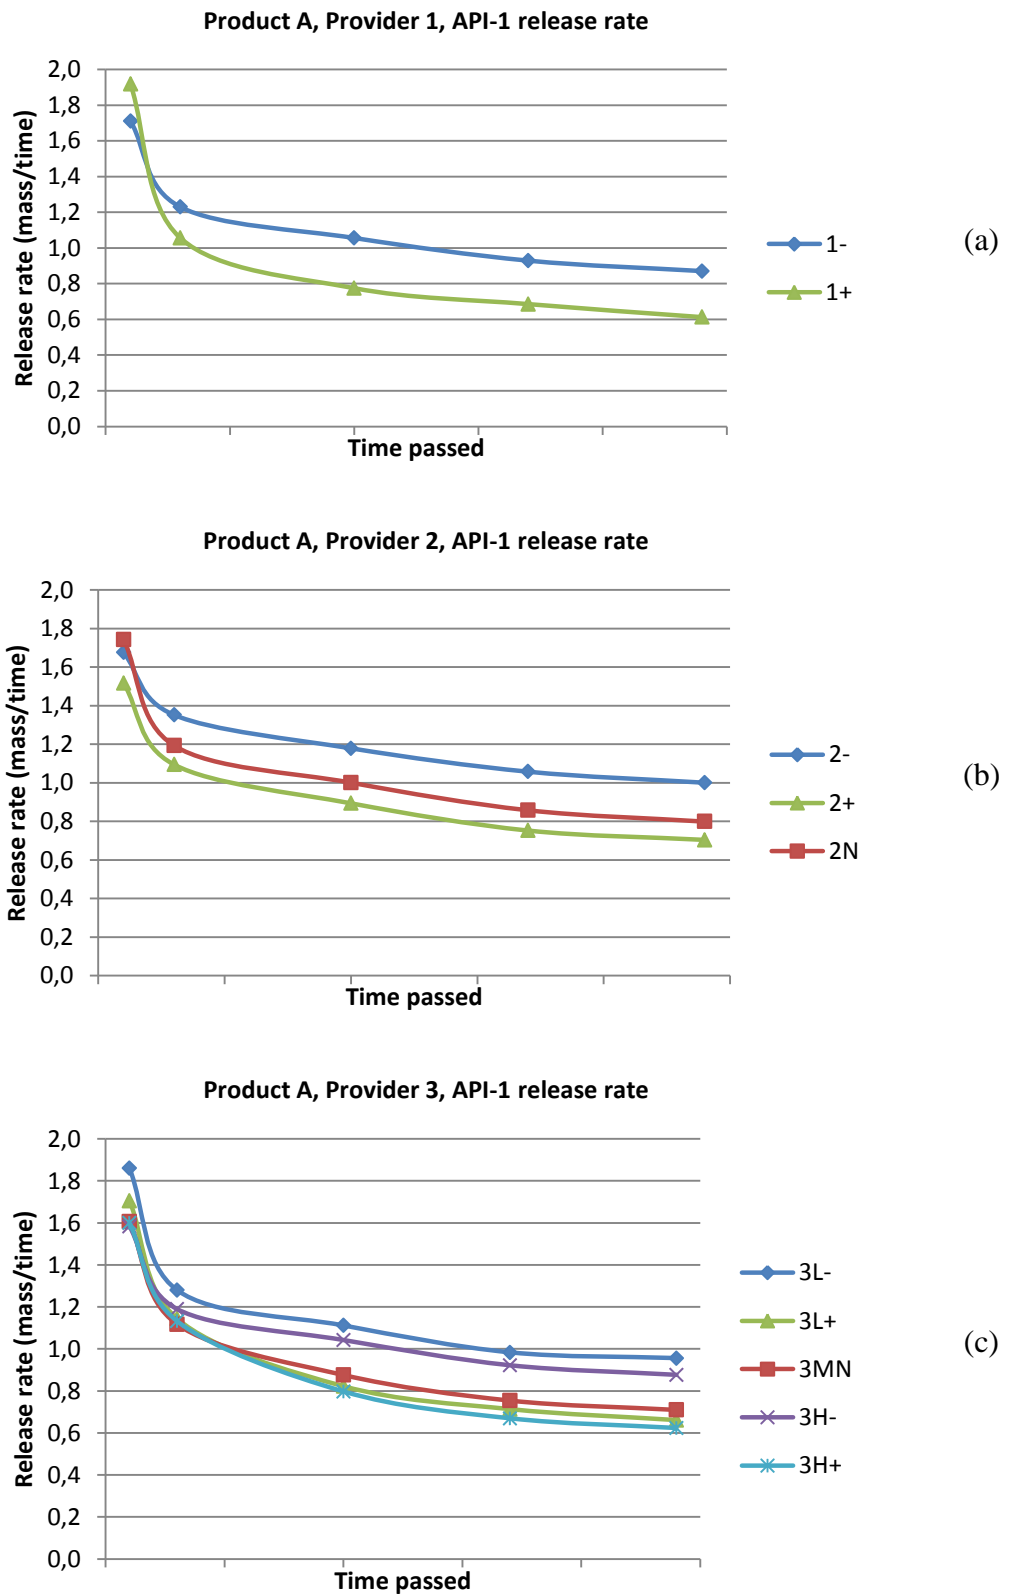 Product A, Provider 1, API-1 release rate
Release rate (mass/time)
2,0
1,8
1,6
1,4
1,2
1,0
0,8
0,6
0,4
0,2
0,0
Time passed
1-
1+
(a)
Product A, Provider 2, API-1 release rate
Release rate (mass/time)
2,0
1,8
1,6
1,4
1,2
1,0
0,8
0,6
0,4
0,2
0,0
Time passed
2-
2+
2N
(b)
Product A, Provider 3, API-1 release rate
Release rate (mass/time)
2,0
1,8
1,6
1,4
1,2
1,0
0,8
0,6
0,4
0,2
0,0
Time passed
3L-
3L+
3MN
3H-
3H+
(c)